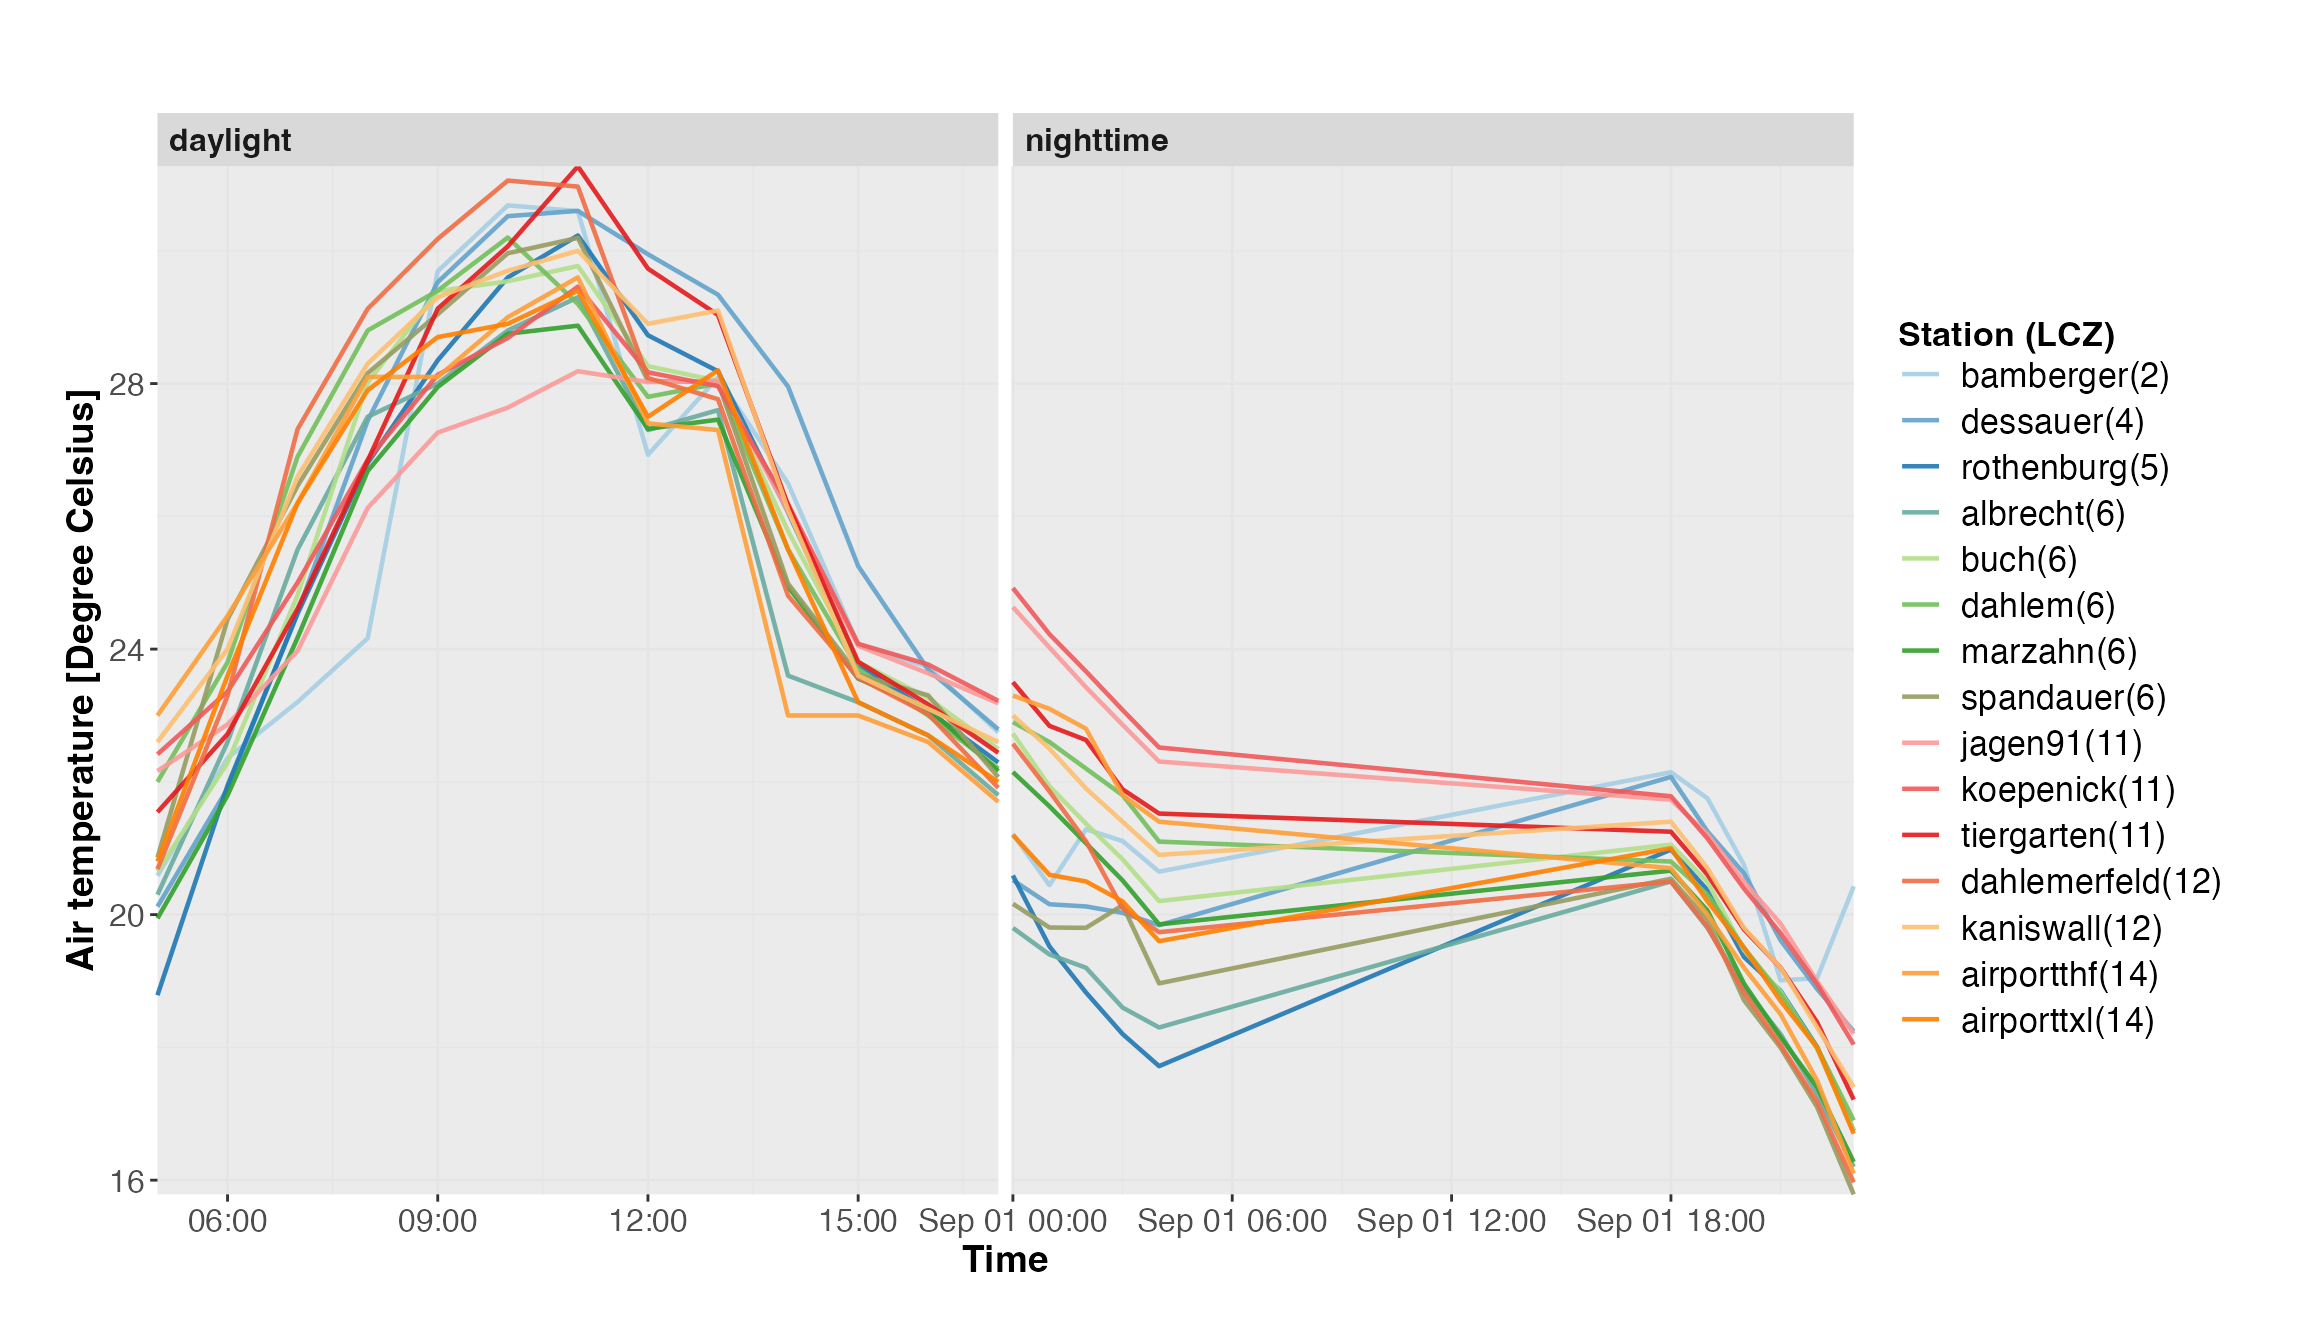 daylight
nighttime
Air temperature [Degree Celsius]
28
24
20
16
06:00
09:00
12:00
15:00
Sep 01 00:00
Sep 01 06:00
Sep 01 12:00
Sep 01 18:00
Time
Station (LCZ)
bamberger(2)
dessauer(4)
rothenburg(5)
albrecht(6)
buch(6)
dahlem(6)
marzahn(6)
spandauer(6)
jagen91(11)
koepenick(11)
tiergarten(11)
dahlemerfeld(12)
kaniswall(12)
airportthf(14)
airporttxl(14)